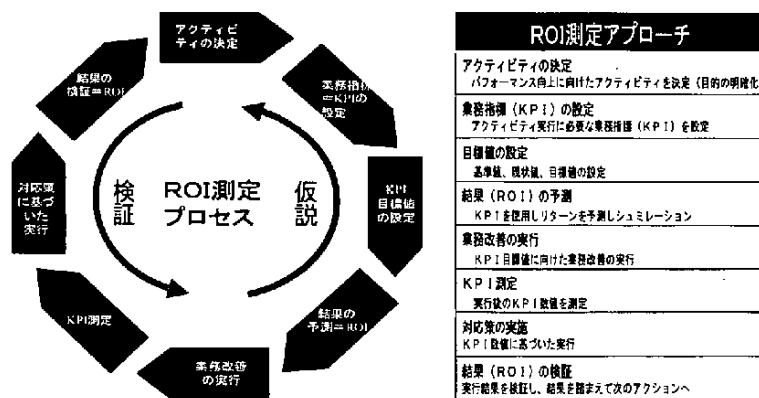 アクティビ
ティの決定
業務指標
=KPIの
設定
KPI
目標値
の設定
結果の
予測=ROI
業務改善
の実行
KPI測定
対応策
に基づ
いた
実行
結果の
検証=ROI
検証
ROI測定
プロセス
仮説
ROI測定アプローチ
アクティビティの決定
パフォーマンス向上に向けたアクティビティを決定（目的の明確化
業務指標（KPI）の設定
アクティビティ実行に必要な業務指標（KPI）を設定
目標値の設定
基準値、現状値、目標値の設定
結果（ROI）の予測
KPIを使用しリターンを予測しシュミレーション
業務改善の実行
KPI目標値に向けた業務改善の実行
KPI測定
実行後のKPI数値を測定
対応策の実施
KPI数値に基づいた実行
結果（ROI）の検証
実行結果を検証し、結果を踏まえて次のアクションへ